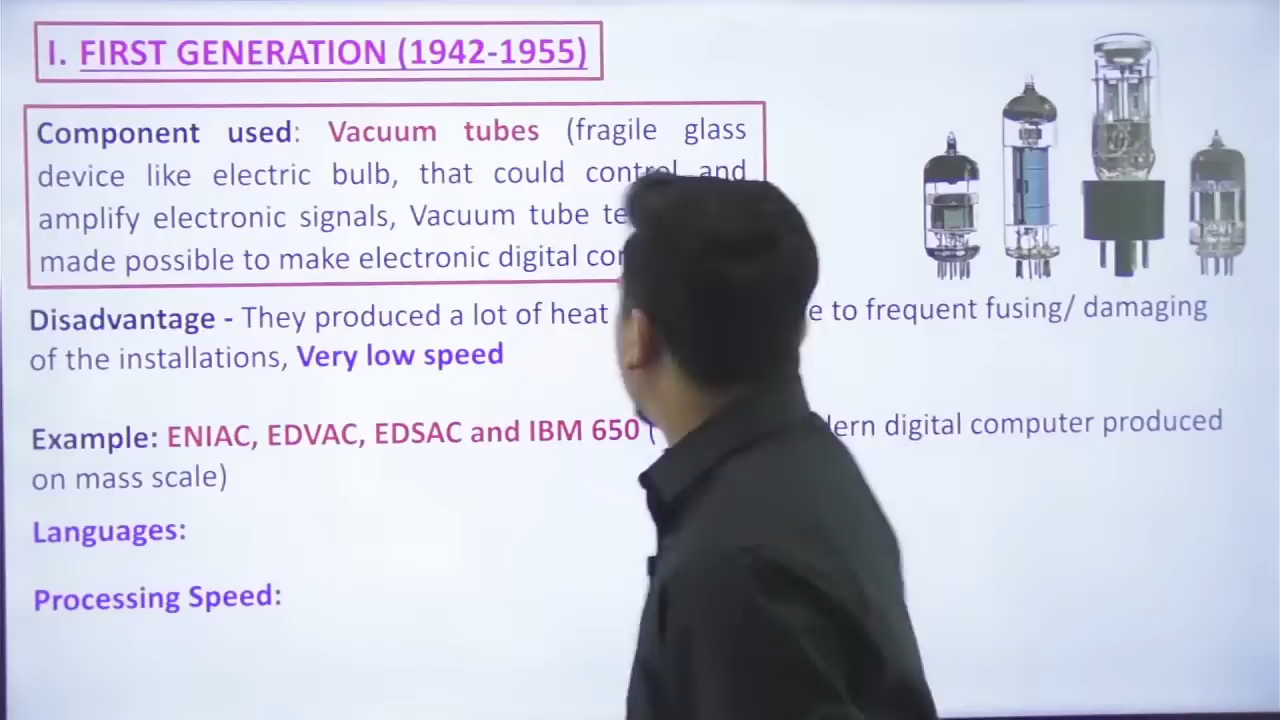 I. FIRST GENERATION (1942-1955)
Component used: Vacuum tubes (fragile glass
device like electric bulb, that could control and
amplify electronic signals, Vacuum tube
made possible to make electronic digital
Disadvantage - They produced a lot of heat to frequent fusing/ damaging
of the installations, Very low speed
Example: ENIAC, EDVAC, EDSAC and IBM 650 ( digital computer produced
on mass scale)
Languages:
Processing Speed: